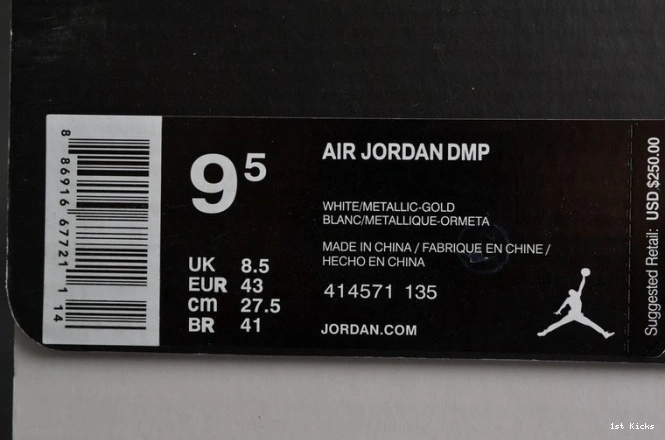 8 86916 67721 1 14
9⁵
UK 8.5
EUR 43
cm 27.5
BR 41
AIR JORDAN DMP
WHITE/METALLIC-GOLD
BLANC/METALLIQUE-ORMETA
MADE IN CHINA / FABRIQUE EN CHINE /
HECHO EN CHINA
414571 135
JORDAN.COM
Suggested Retail: USD $250.00
1st Kicks